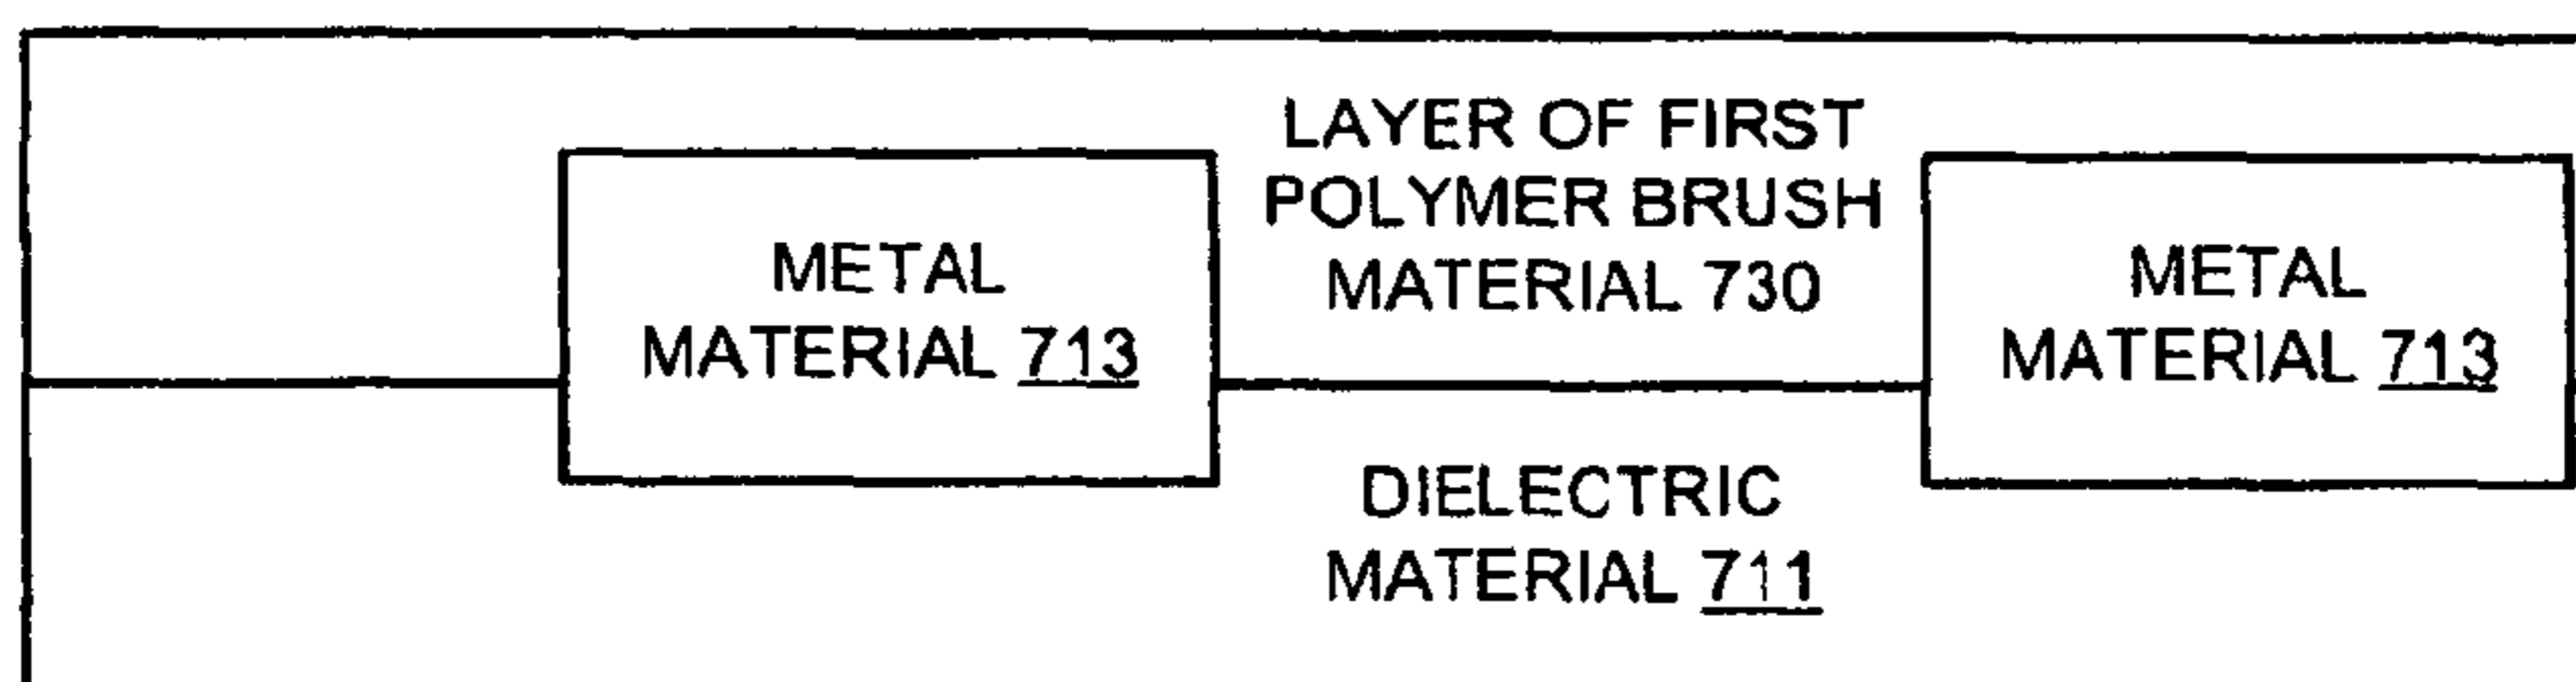 LAYER OF FIRST
POLYMER BRUSH
MATERIAL 730
METAL
MATERIAL 713
METAL
MATERIAL 713
DIELECTRIC
MATERIAL 711